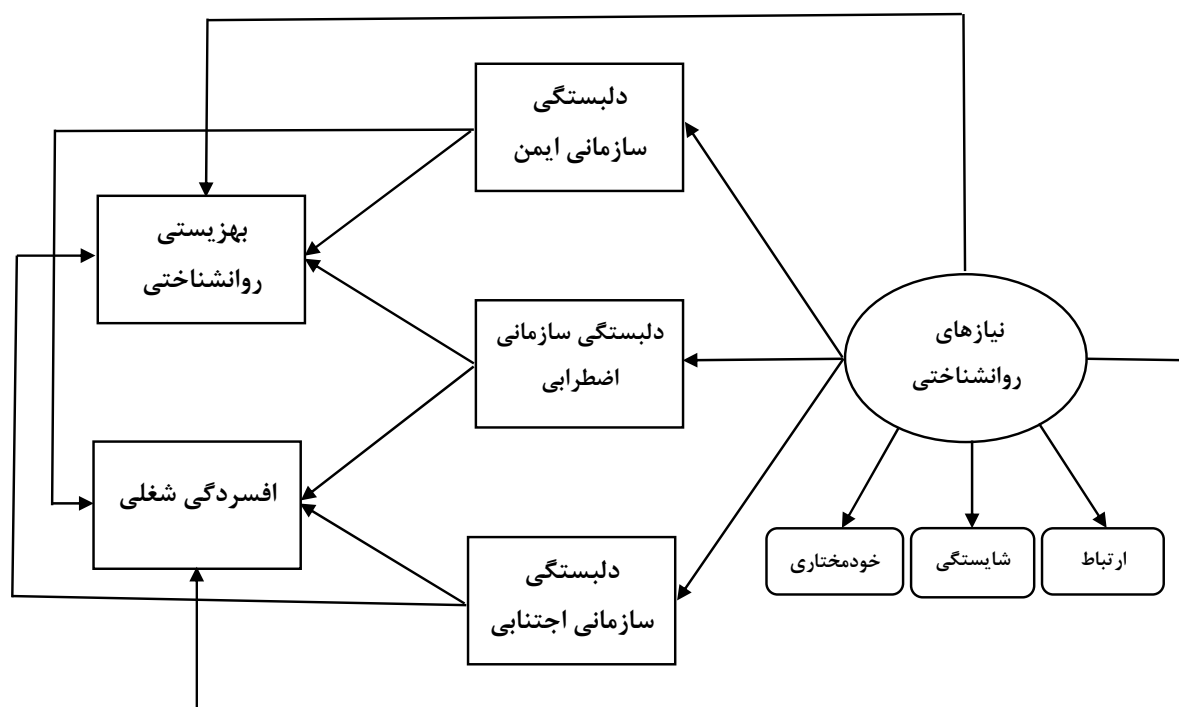 دلبستگی
سازمانی ایمن
بهزیستی
روانشناختی
دلبستگی سازمانی
اضطرابی
نیازهای
روانشناختی
افسردگی شغلی
دلبستگی
سازمانی اجتنابی
ارتباط
شایستگی
خودمختاری